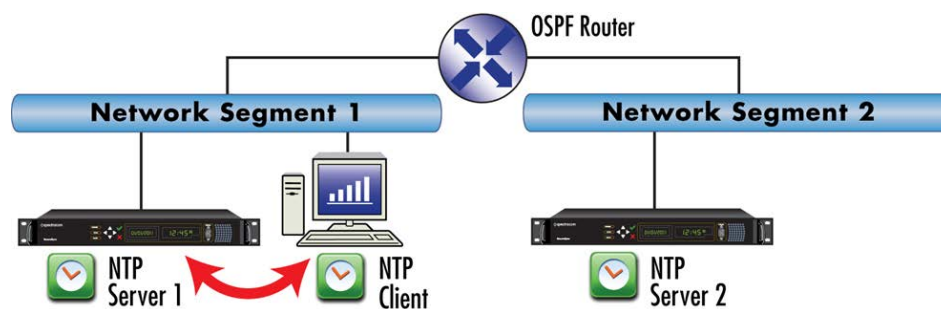 OSPF Router
Network Segment 1
Network Segment 2
NTP
Server 1
NTP
Client
NTP
Server 2